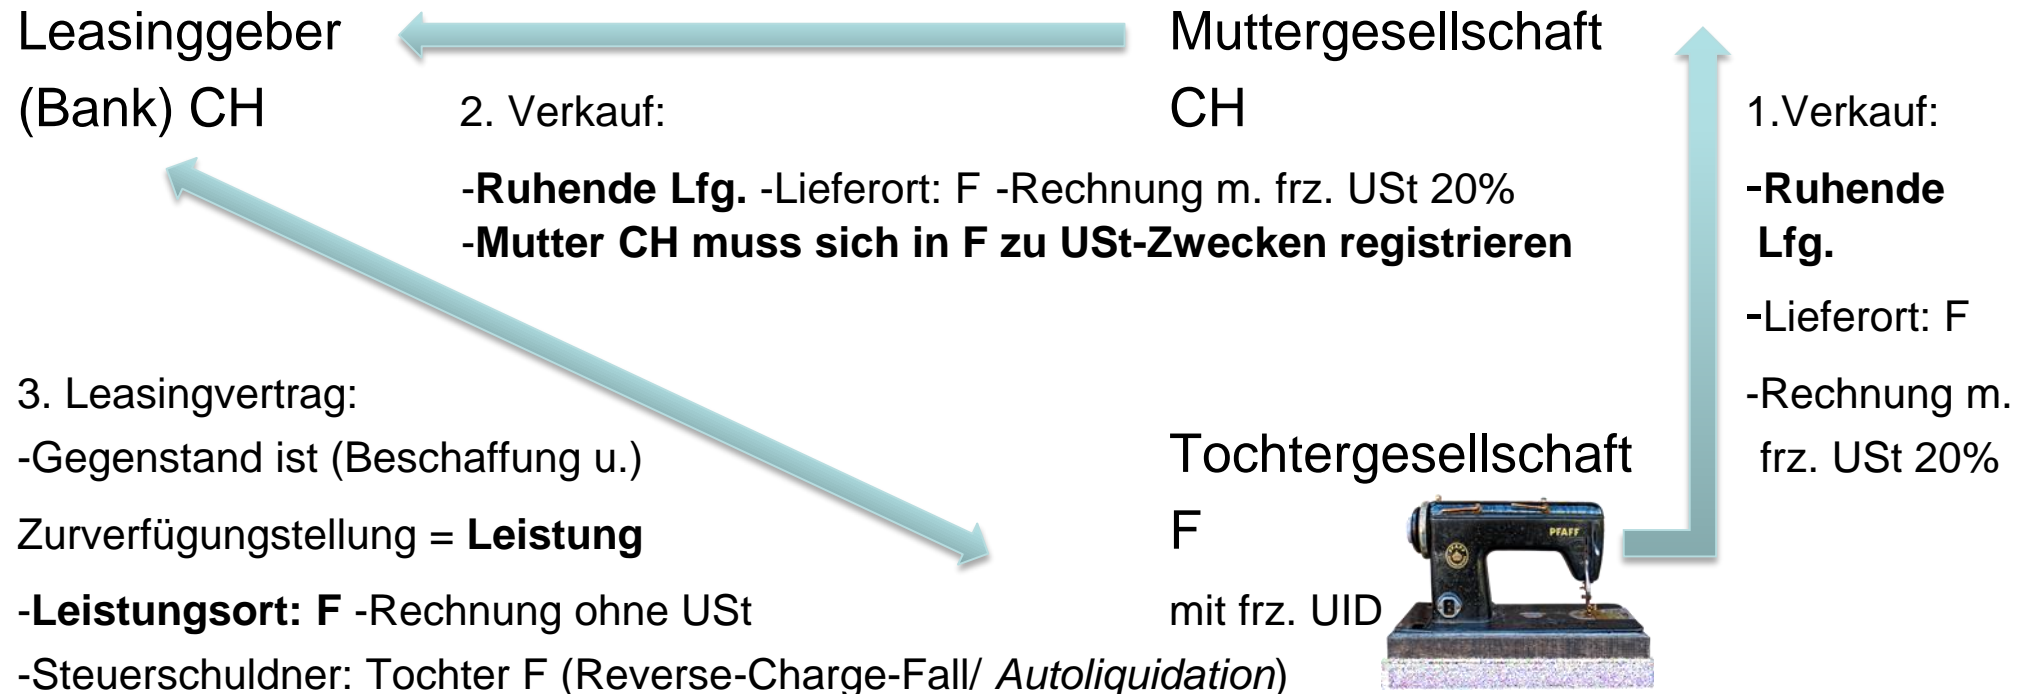 Leasinggeber
(Bank) CH
Muttergesellschaft
CH
2. Verkauf:
-Ruhende Lfg. -Lieferort: F -Rechnung m. frz. USt 20%
-Mutter CH muss sich in F zu USt-Zwecken registrieren
1.Verkauf:
-Ruhende
Lfg.
-Lieferort: F
-Rechnung m.
frz. USt 20%
3. Leasingvertrag:
-Gegenstand ist (Beschaffung u.)
Zurverfügungstellung = Leistung
-Leistungsort: F -Rechnung ohne USt
-Steuerschuldner: Tochter F (Reverse-Charge-Fall/ Autoliquidation)
Tochtergesellschaft
F
mit frz. UID
PFAFF